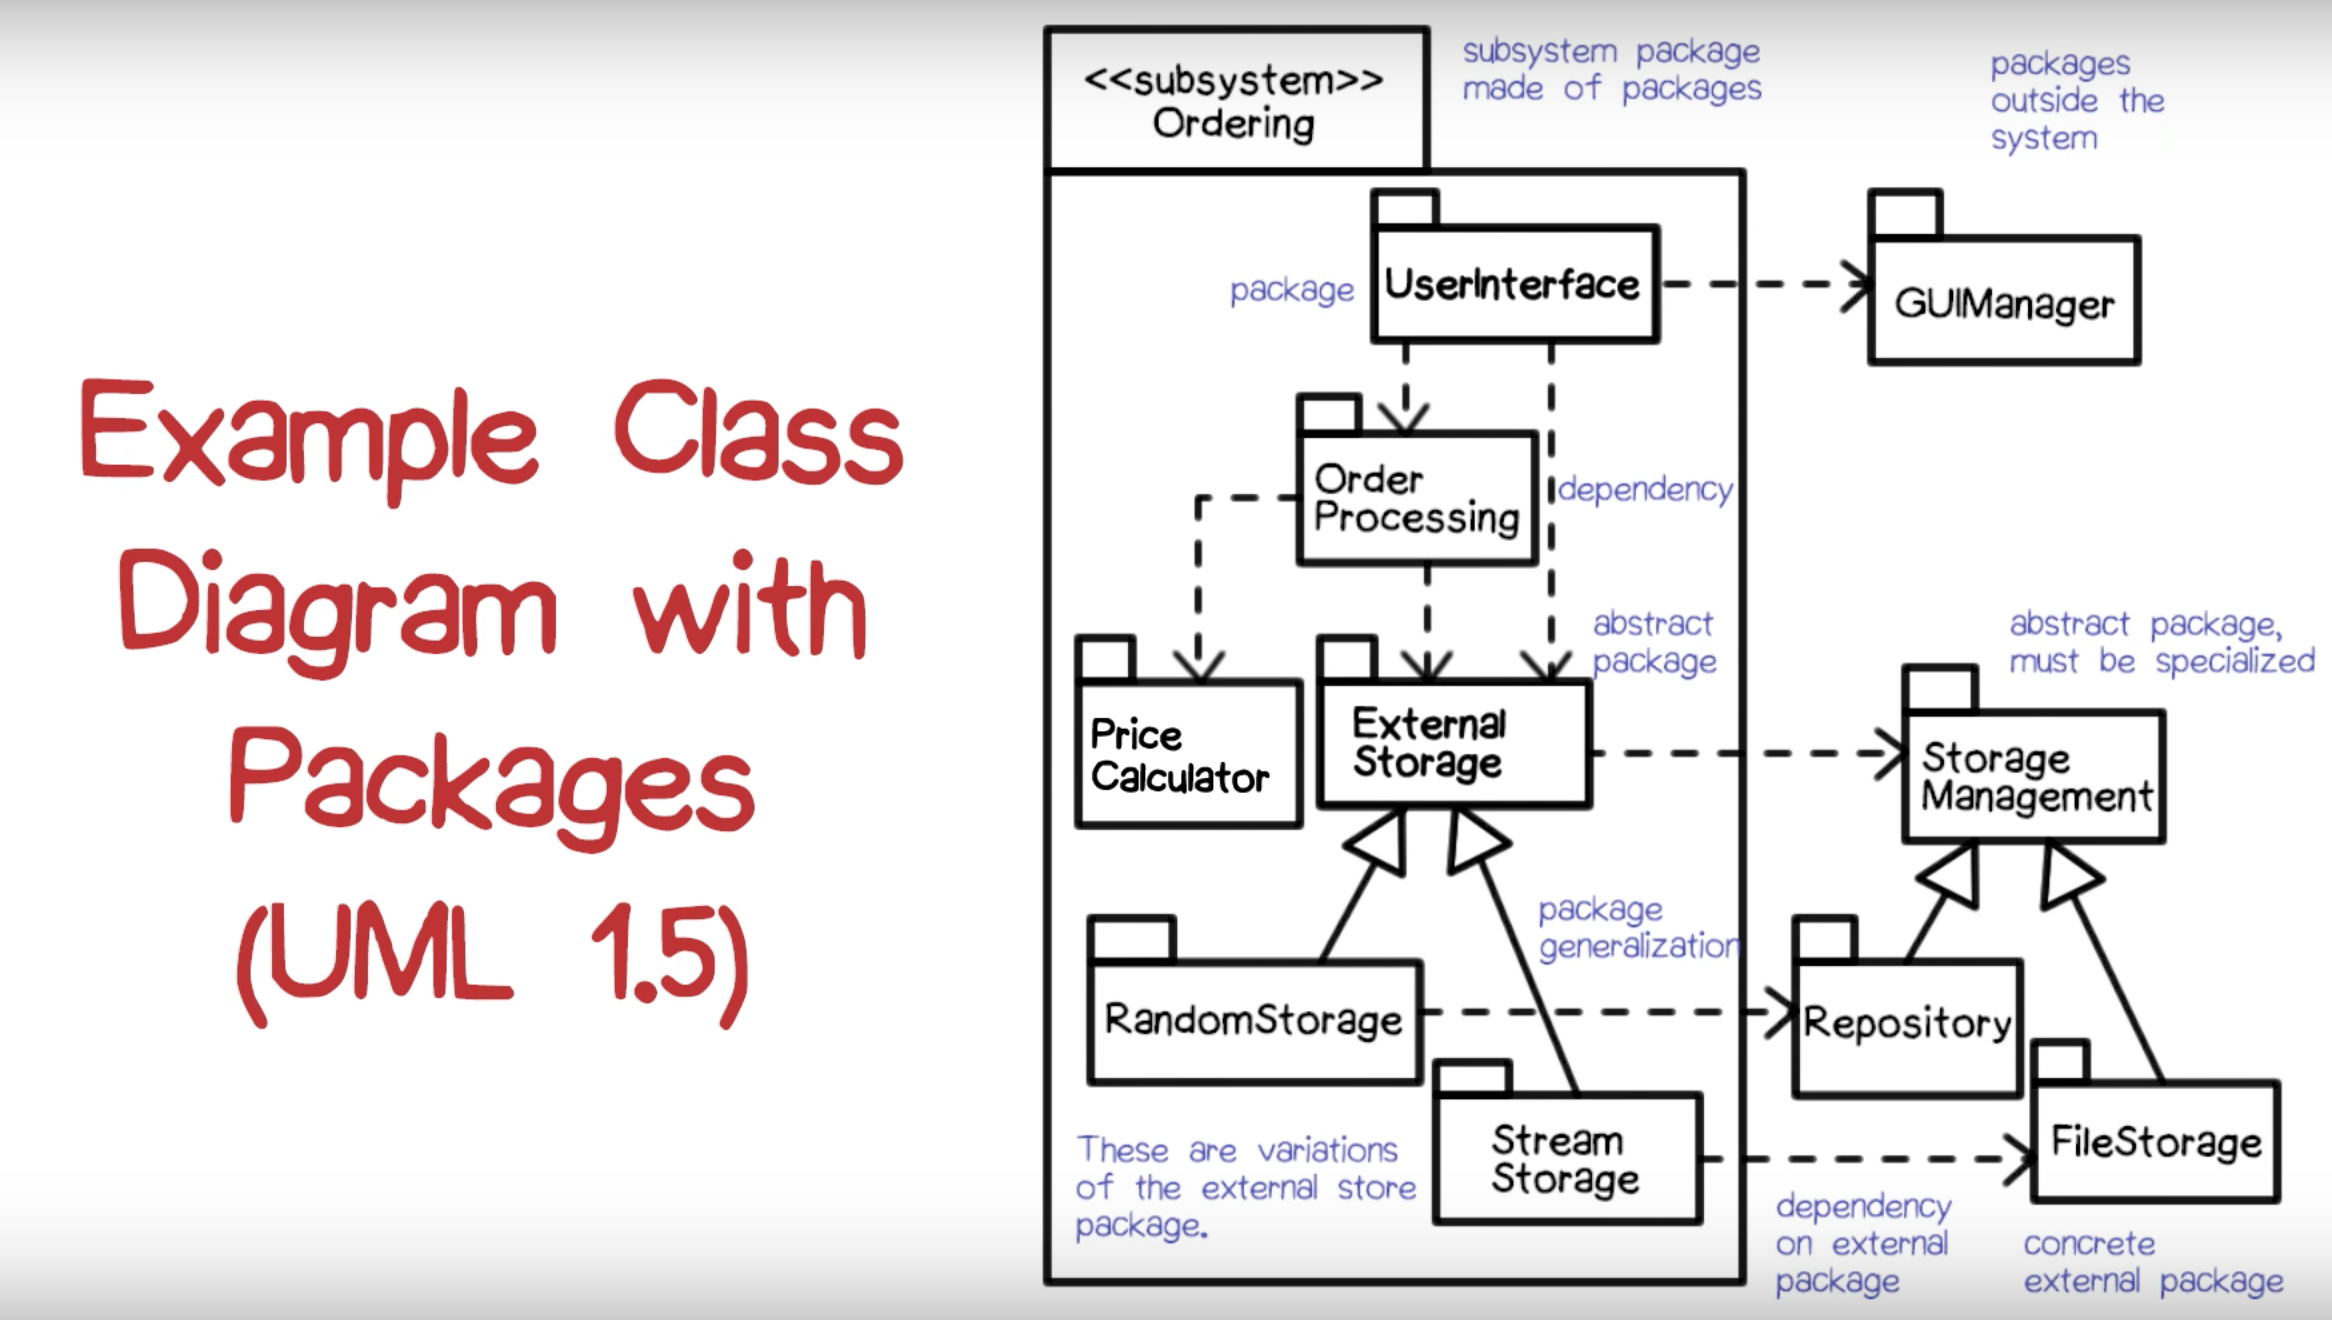 Example Class
Diagram with
Packages
(UML 1.5)
<<subsystem>>
Ordering
subsystem package
made of packages
packages
outside the
system
package
UserInterface
GUIManager
Order
Processing
dependency
abstract
package
abstract package,
must be specialized
Price
Calculator
External
Storage
Storage
Management
package
generalization
RandomStorage
Repository
These are variations
of the external store
package.
Stream
Storage
FileStorage
dependency
on external
package
concrete
external package